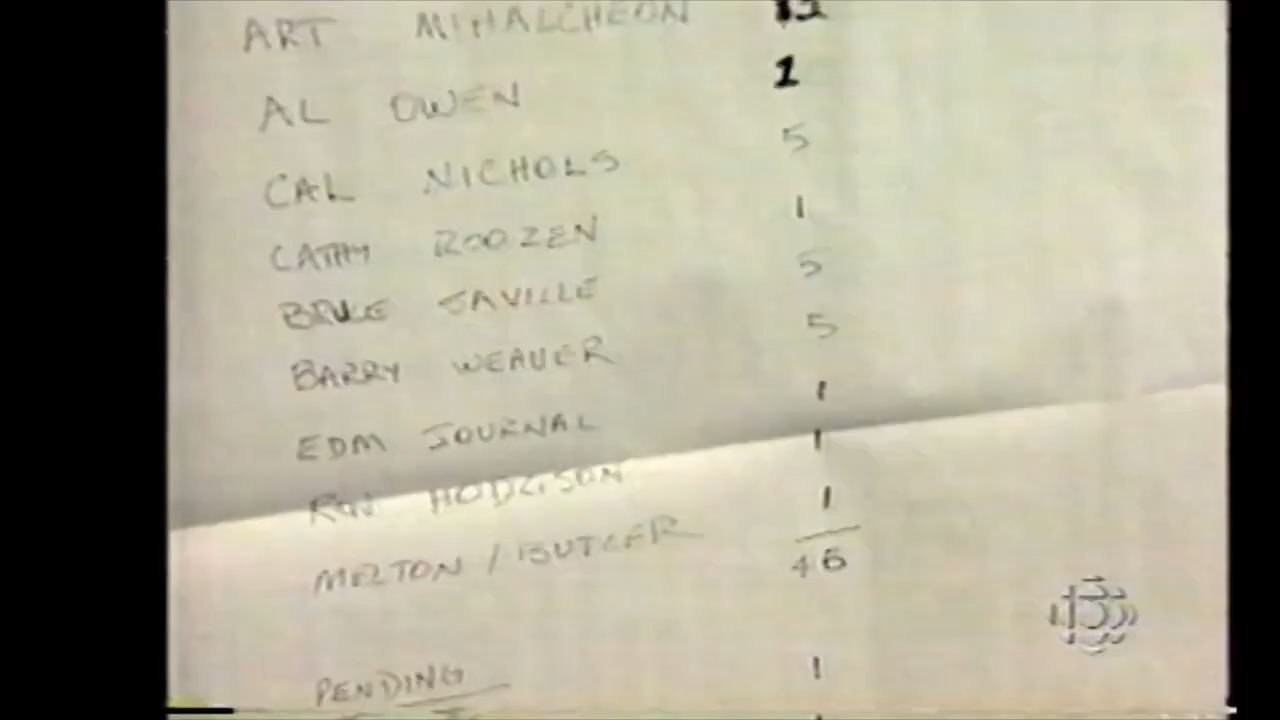 ART MIHALCHEON
AL OWEN 1
CAL NICHOLS 5
CATHY ROOZEN 1
BRUCE SAVILLE 5
BARRY WEAVER 5
EDM JOURNAL 1
RON HODGSON 1
MELTON / BUTLER 1
46
PENDING 1